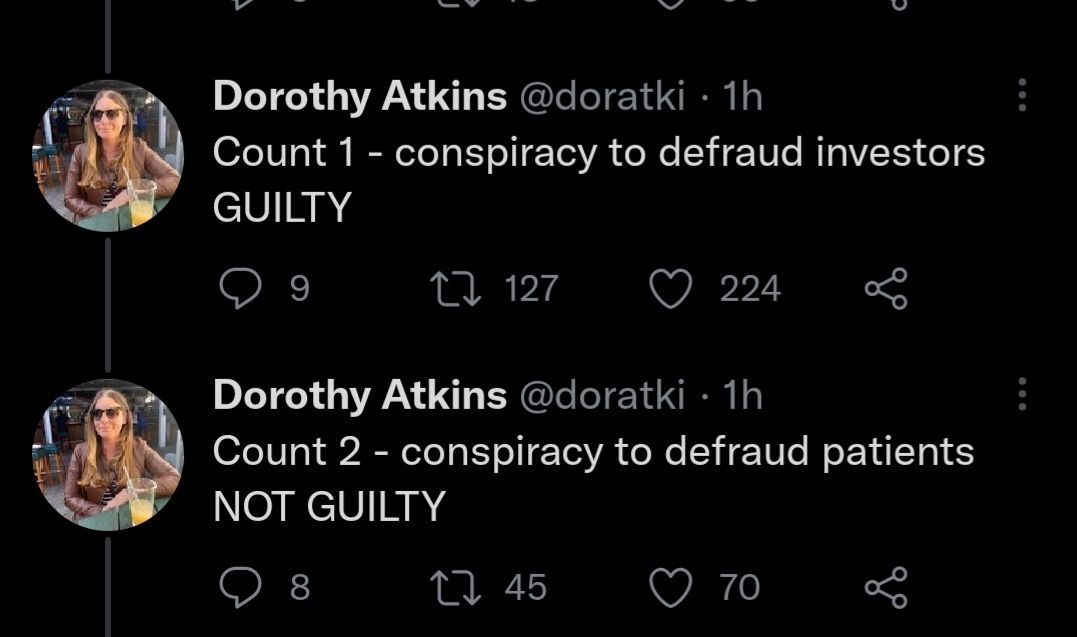 Dorothy Atkins @doratki · 1h
Count 1 - conspiracy to defraud investors
GUILTY
9 127 224
Dorothy Atkins @doratki · 1h
Count 2 - conspiracy to defraud patients
NOT GUILTY
8 45 70